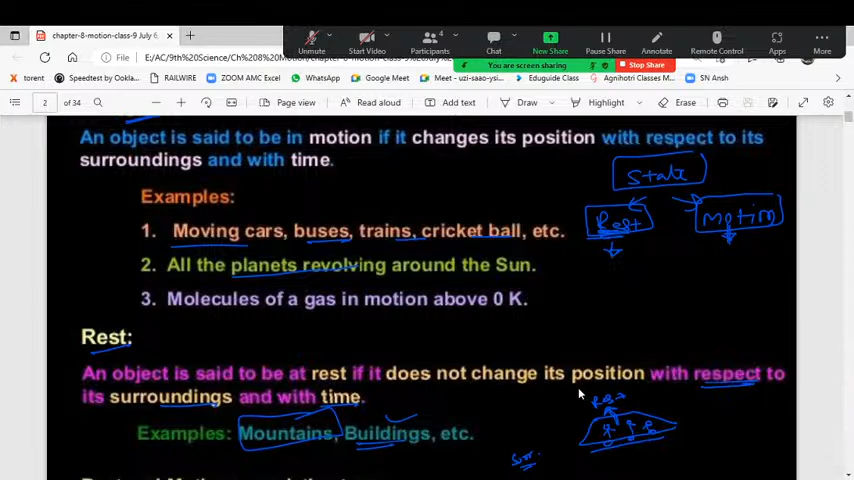 chapter-8-motion-class-9 July 6,
Unmute
Start Video
Participants
4
Chat
New Share
Pause Share
Annotate
Remote Control
Apps
More
File
E:/AC/9th Science/Ch%208%20Motion/chapter-8-motion-class-9
You are screen sharing
Stop Share
torent
Speedtest by Ookla...
RAILWIRE
ZOOM AMC Excel
WhatsApp
Google Meet
m-uzi-saao-ysi...
Eduguide Class
Agnihotri Classes M...
SN Ansh
2 of 34
Page view
Read aloud
Add text
Draw
Highlight
Erase
An object is said to be in motion if it changes its position with respect to its
surroundings and with time.
State
Examples:
Rest
Motion
1. Moving cars, buses, trains, cricket ball, etc.
2. All the planets revolving around the Sun.
3. Molecules of a gas in motion above 0 K.
Rest:
An object is said to be at rest if it does not change its position with respect to
its surroundings and with time.
Examples: Mountains, Buildings, etc.
Surr.